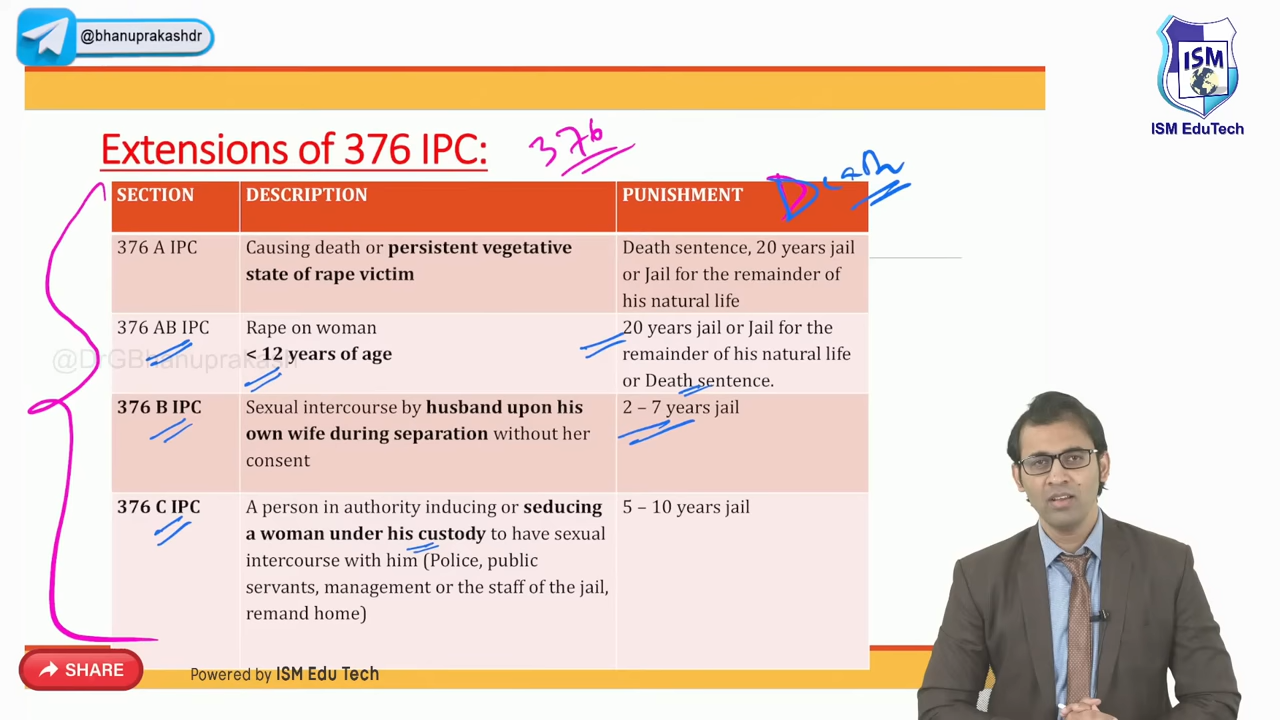 @bhanuprakashdr
ISM
ISM EduTech
Extensions of 376 IPC:
376
Death
SECTION DESCRIPTION PUNISHMENT
376 A IPC
Causing death or persistent vegetative
state of rape victim
Death sentence, 20 years jail
or Jail for the remainder of
his natural life
376 AB IPC
Rape on woman
< 12 years of age
20 years jail or Jail for the
remainder of his natural life
or Death sentence.
@DrGBhanuprakash
376 B IPC
Sexual intercourse by husband upon his
own wife during separation without her
consent
2 – 7 years jail
376 C IPC
A person in authority inducing or seducing
a woman under his custody to have sexual
intercourse with him (Police, public
servants, management or the staff of the jail,
remand home)
5 – 10 years jail
SHARE
Powered by ISM Edu Tech